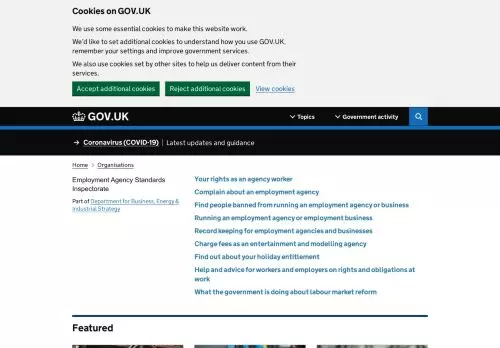 Cookies on GOV.UK
We use some essential cookies to make this website work.
We'd like to set additional cookies to understand how you use GOV.UK,
remember your settings and improve government services.
We also use cookies set by other sites to help us deliver content from their
services.
Accept additional cookies Reject additional cookies View cookies
GOV.UK Topics Government activity
→ Coronavirus (COVID-19) Latest updates and guidance
Home > Organisations
Employment Agency Standards
Inspectorate
Part of Department for Business, Energy &
Industrial Strategy
Your rights as an agency worker
Complain about an employment agency
Find people banned from running an employment agency or business
Running an employment agency or employment business
Record keeping for employment agencies and businesses
Charge fees as an entertainment and modelling agency
Find out about your holiday entitlement
Help and advice for workers and employers on rights and obligations at
work
What the government is doing about labour market reform
Featured